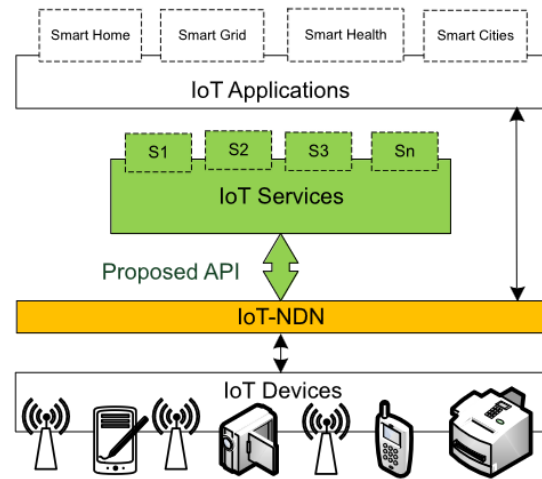 Smart Home
Smart Grid
Smart Health
Smart Cities
IoT Applications
S1
S2
S3
Sn
IoT Services
Proposed API
IoT-NDN
IoT Devices